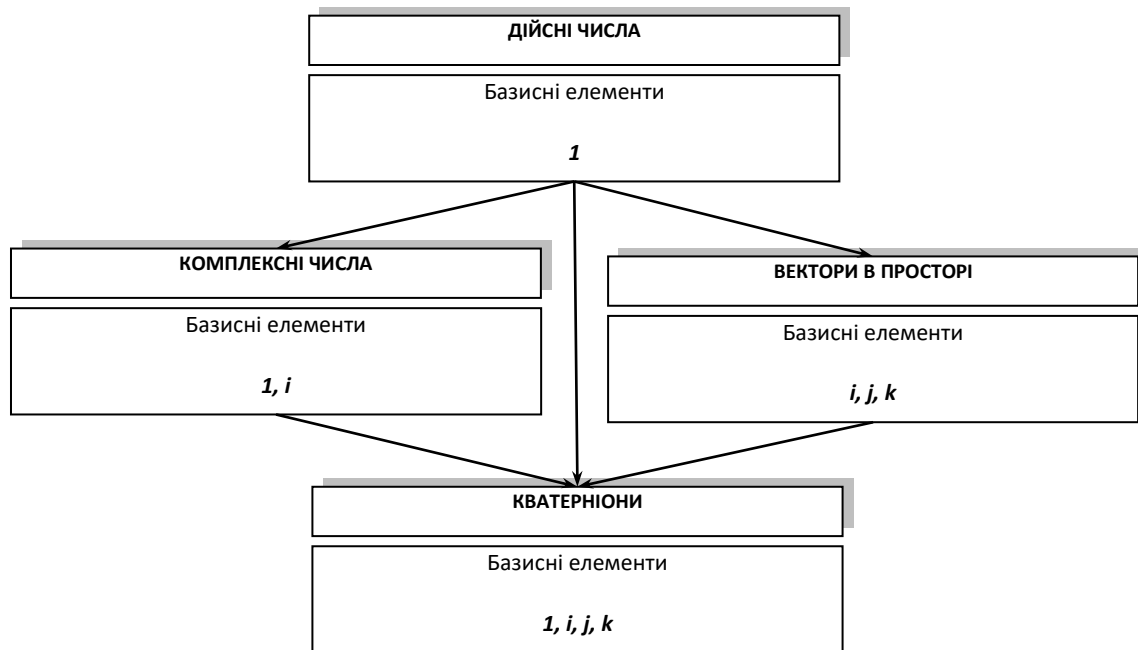 ДІЙСНІ ЧИСЛА
Базисні елементи
1
КОМПЛЕКСНІ ЧИСЛА
Базисні елементи
1, i
ВЕКТОРИ В ПРОСТОРІ
Базисні елементи
i, j, k
КВАТЕРНІОНИ
Базисні елементи
1, i, j, k